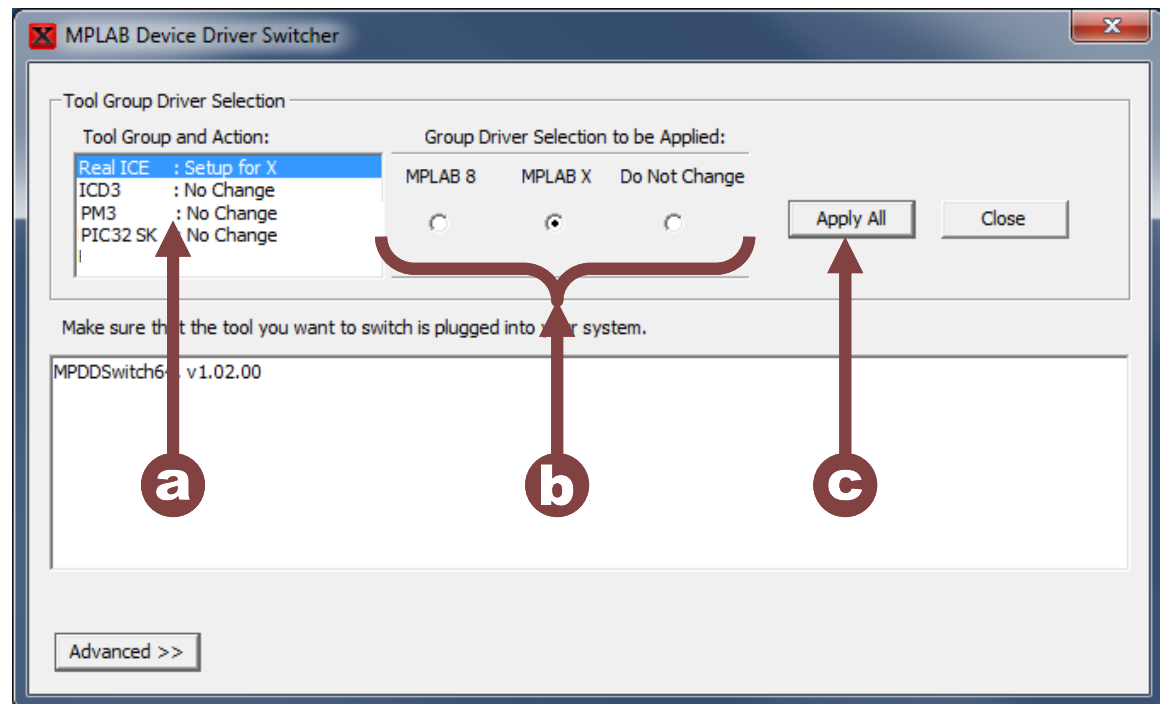 MPLAB Device Driver Switcher
Tool Group Driver Selection
Tool Group and Action:
Group Driver Selection to be Applied:
Real ICE : Setup for X
ICD3 : No Change
PM3 : No Change
PIC32 SK : No Change
MPLAB 8 MPLAB X Do Not Change
Apply All
Close
Make sure that the tool you want to switch is plugged into your system.
MPDDSwitch64 v1.02.00
a
b
c
Advanced >>